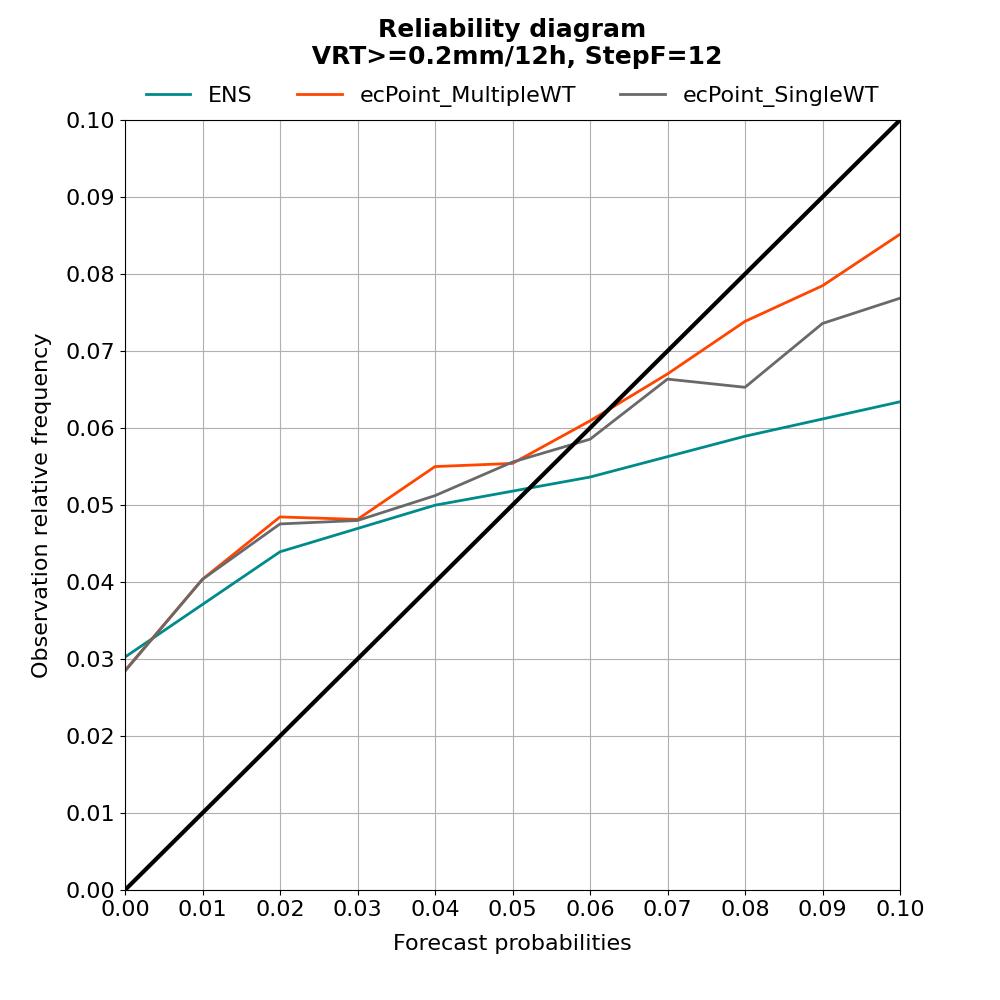 Reliability diagram
VRT>=0.2mm/12h, StepF=12
ENS ecPoint_MultipleWT ecPoint_SingleWT
0.10
0.09
0.08
0.07
0.06
0.05
0.04
0.03
0.02
0.01
0.00
Observation relative frequency
0.00 0.01 0.02 0.03 0.04 0.05 0.06 0.07 0.08 0.09 0.10
Forecast probabilities